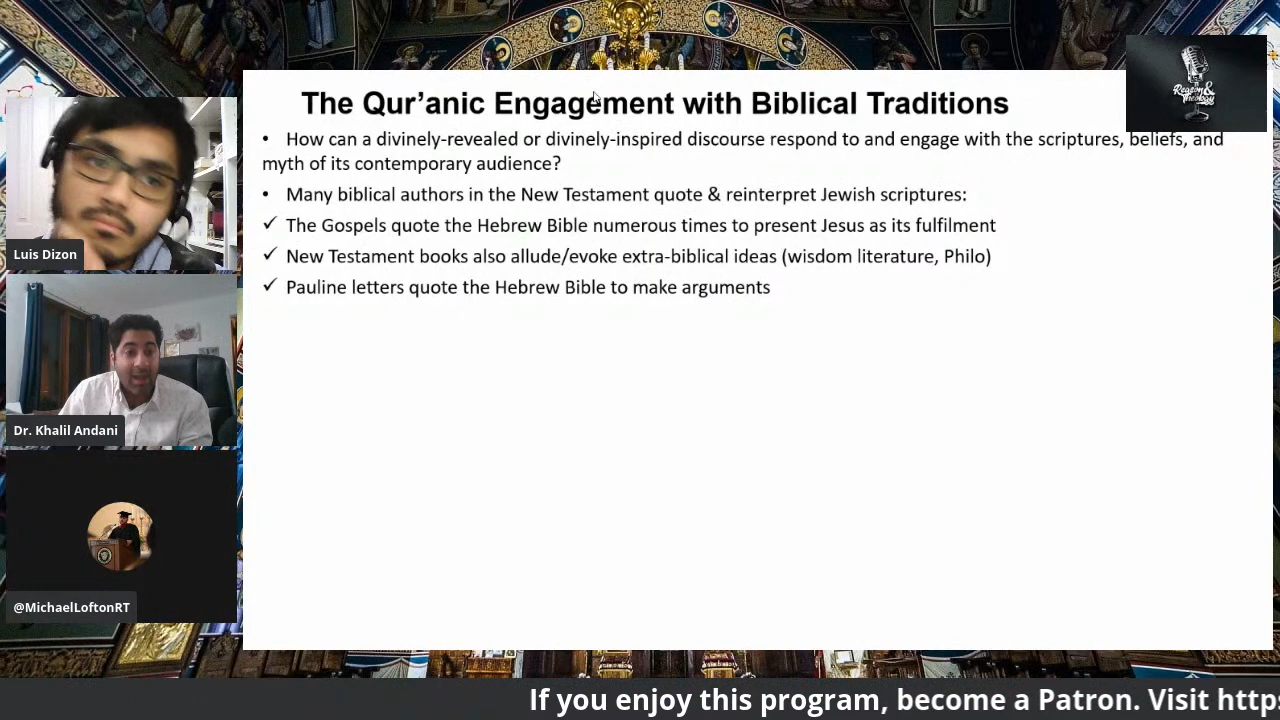 The Qur’anic Engagement with Biblical Traditions
• How can a divinely-revealed or divinely-inspired discourse respond to and engage with the scriptures, beliefs, and
myth of its contemporary audience?
• Many biblical authors in the New Testament quote & reinterpret Jewish scriptures:
✓ The Gospels quote the Hebrew Bible numerous times to present Jesus as its fulfilment
✓ New Testament books also allude/evoke extra-biblical ideas (wisdom literature, Philo)
✓ Pauline letters quote the Hebrew Bible to make arguments
Reason &
Theology
Luis Dizon
Dr. Khalil Andani
@MichaelLoftonRT
If you enjoy this program, become a Patron. Visit http: